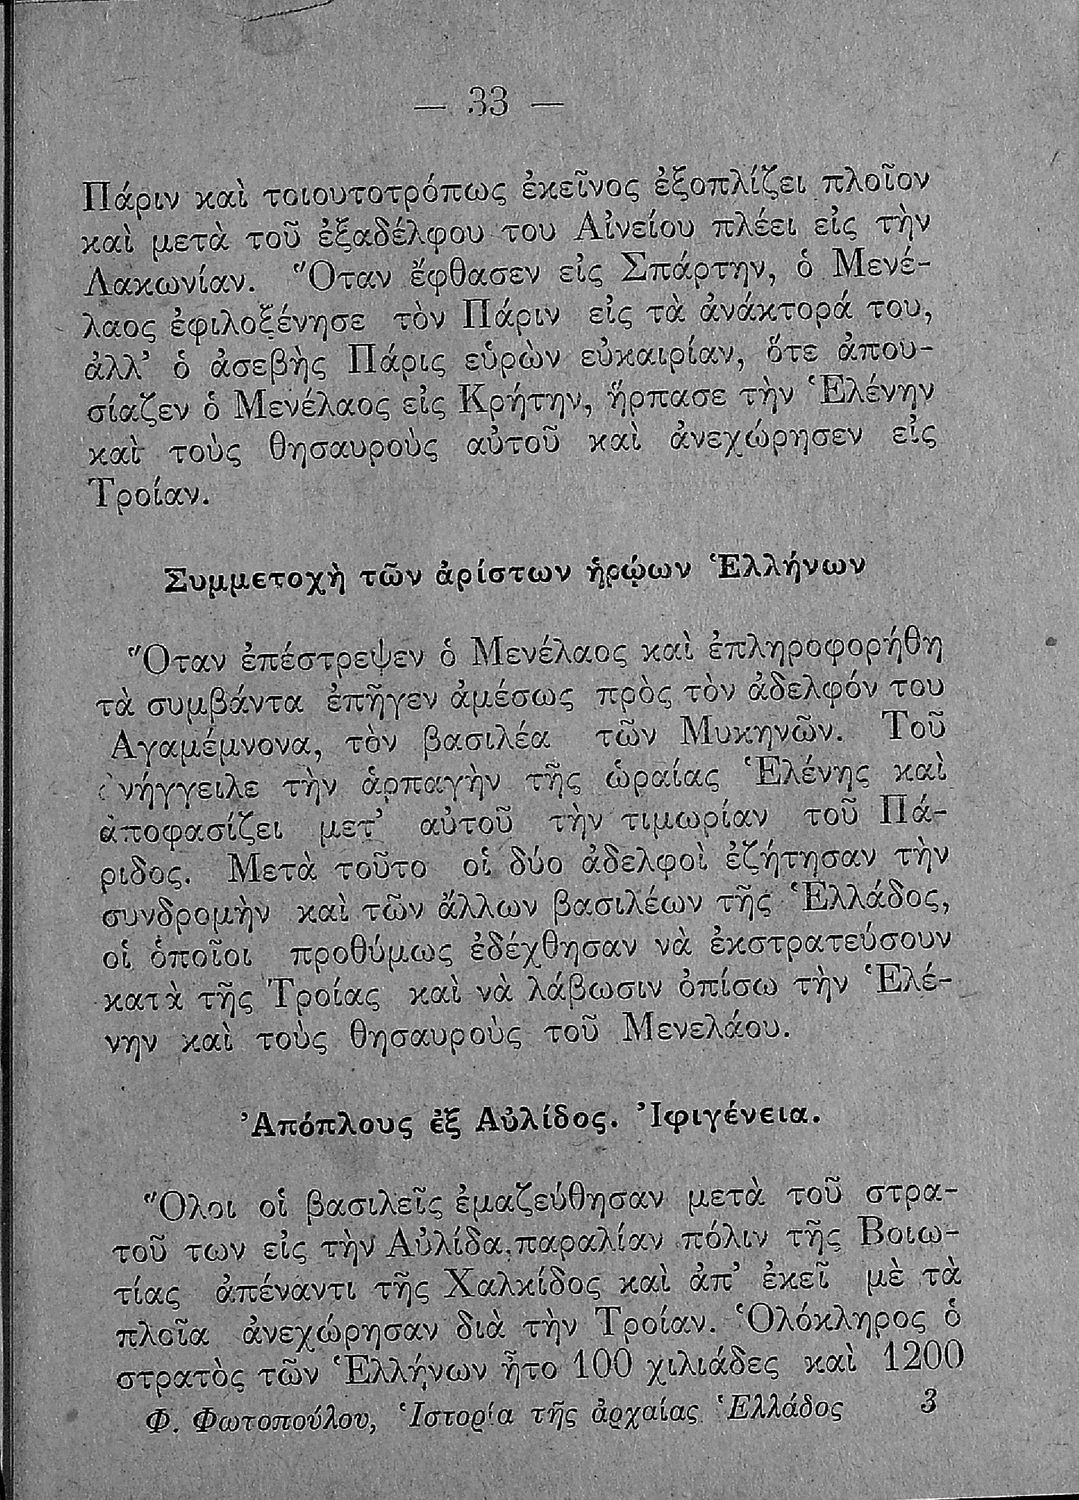 — 33 —
Πάριν καὶ τοιουτοτρόπως ἐκεῖνος ἐξοπλίζει πλοῖον
καὶ μετὰ τοῦ ἐξαδέλφου του Αἰνείου πλέει εἰς τὴν
Λακωνίαν. Ὅταν ἔφθασεν εἰς Σπάρτην, ὁ Μενέ-
λαος ἐφιλοξένησε τὸν Πάριν εἰς τὰ ἀνάκτορά του,
ἀλλ’ ὁ ἀσεβὴς Πάρις εὑρὼν εὐκαιρίαν, ὅτε ἀπου-
σίαζεν ὁ Μενέλαος εἰς Κρήτην, ἥρπασε τὴν Ἑλένην
καὶ τοὺς θησαυροὺς αὐτοῦ καὶ ἀνεχώρησεν εἰς
Τροίαν.
Συμμετοχὴ τῶν ἀρίστων ἡρῴων Ἑλλήνων
Ὅταν ἐπέστρεψεν ὁ Μενέλαος καὶ ἐπληροφορήθη
τὰ συμβάντα ἐπῆγεν ἀμέσως πρὸς τὸν ἀδελφόν του
Αγαμέμνονα, τὸν βασιλέα τῶν Μυκηνῶν. Τοῦ
ἀνήγγειλε τὴν ἁρπαγὴν τῆς ὡραίας Ἑλένης καὶ
ἀποφασίζει μετ’ αὐτοῦ τὴν τιμωρίαν τοῦ Πά-
ριδος. Μετὰ τοῦτο οἱ δύο ἀδελφοὶ ἐζήτησαν τὴν
συνδρομὴν καὶ τῶν ἄλλων βασιλέων τῆς Ἑλλάδος,
οἱ ὁποῖοι προθύμως ἐδέχθησαν νὰ ἐκστρατεύσουν
κατὰ τῆς Τροίας καὶ νὰ λάβωσιν ὀπίσω τὴν Ἑλέ-
νην καὶ τοὺς θησαυροὺς τοῦ Μενελάου.
Ἀπόπλους ἐξ Αὐλίδος. Ἰφιγένεια.
Ὅλοι οἱ βασιλεῖς ἐμαζεύθησαν μετὰ τοῦ στρα-
τοῦ των εἰς τὴν Αὐλίδα, παραλίαν πόλιν τῆς Βοιω-
τίας ἀπέναντι τῆς Χαλκίδος καὶ ἀπ’ ἐκεῖ μὲ τὰ
πλοῖα ἀνεχώρησαν διὰ τὴν Τροίαν. Ὁλόκληρος ὁ
στρατὸς τῶν Ἑλλήνων ἦτο 100 χιλιάδες καὶ 1200
Φ. Φωτοπούλου, Ἱστορία τῆς ἀρχαίας Ἑλλάδος 3